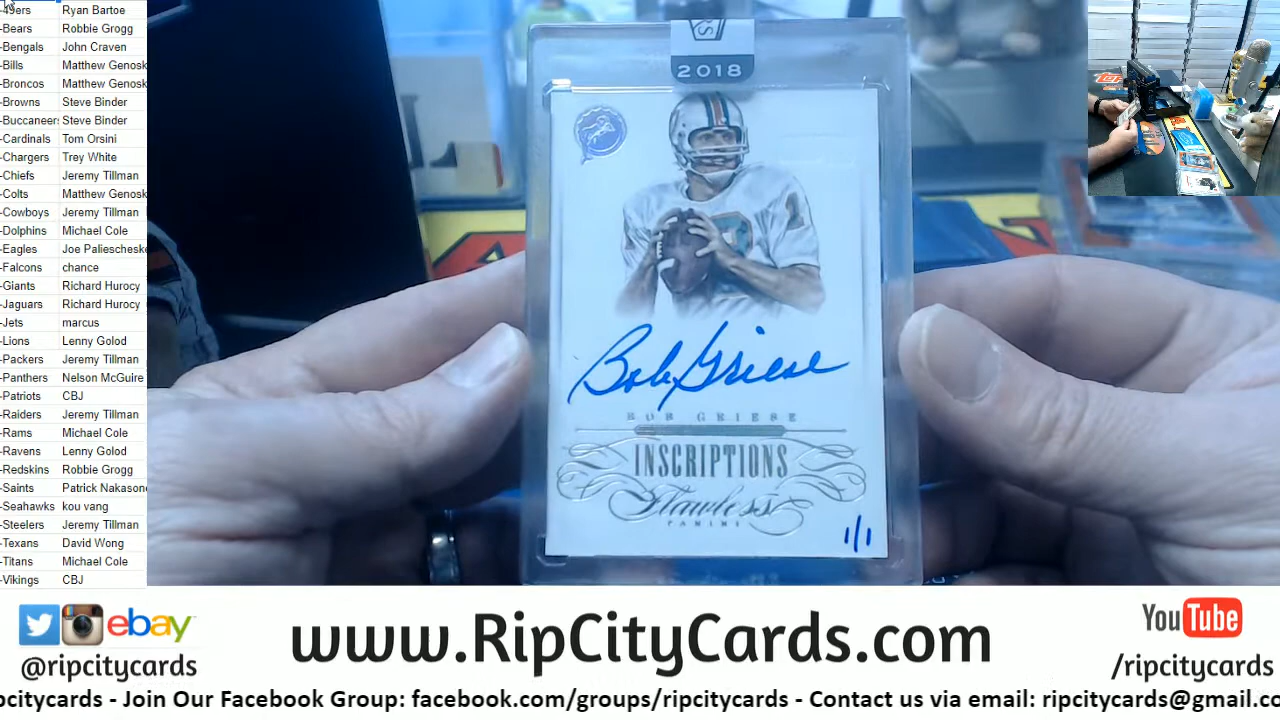 -49ers Ryan Bartoe
-Bears Robbie Grogg
-Bengals John Craven
-Bills Matthew Genosk
-Broncos Matthew Genosk
-Browns Steve Binder
-Buccaneers Steve Binder
-Cardinals Tom Orsini
-Chargers Trey White
-Chiefs Jeremy Tillman
-Colts Matthew Genosk
-Cowboys Jeremy Tillman
-Dolphins Michael Cole
-Eagles Joe Paliescheske
-Falcons chance
-Giants Richard Hurocy
-Jaguars Richard Hurocy
-Jets marcus
-Lions Lenny Golod
-Packers Jeremy Tillman
-Panthers Nelson McGuire
-Patriots CBJ
-Raiders Jeremy Tillman
-Rams Michael Cole
-Ravens Lenny Golod
-Redskins Robbie Grogg
-Saints Patrick Nakasone
-Seahawks kou vang
-Steelers Jeremy Tillman
-Texans David Wong
-Titans Michael Cole
-Vikings CBJ
2018
Bob Griese
BOB GRIESE
INSCRIPTIONS
Flawless
PANINI
1/1
ebay
@ripcitycards
www.RipCityCards.com
YouTube
/ripcitycards
pcitycards - Join Our Facebook Group: facebook.com/groups/ripcitycards - Contact us via email: ripcitycards@gmail.co